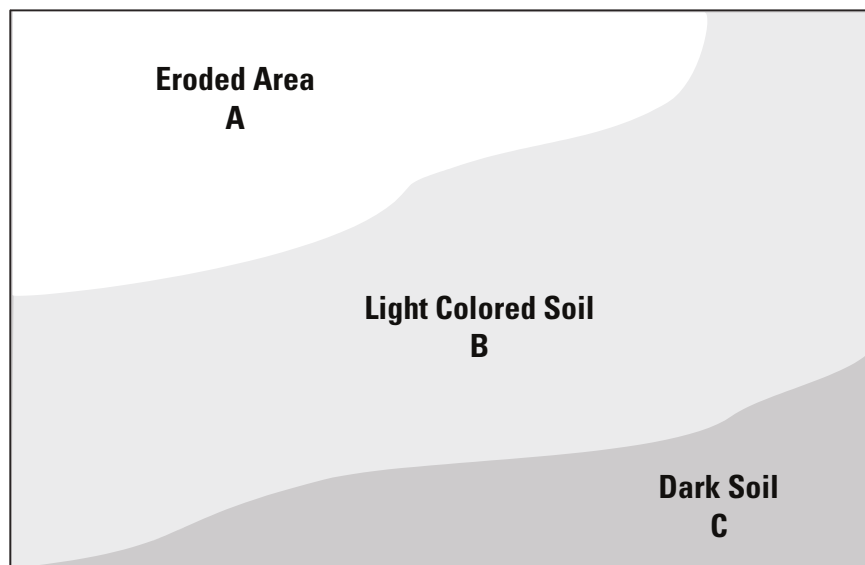 Eroded Area
A
Light Colored Soil
B
Dark Soil
C